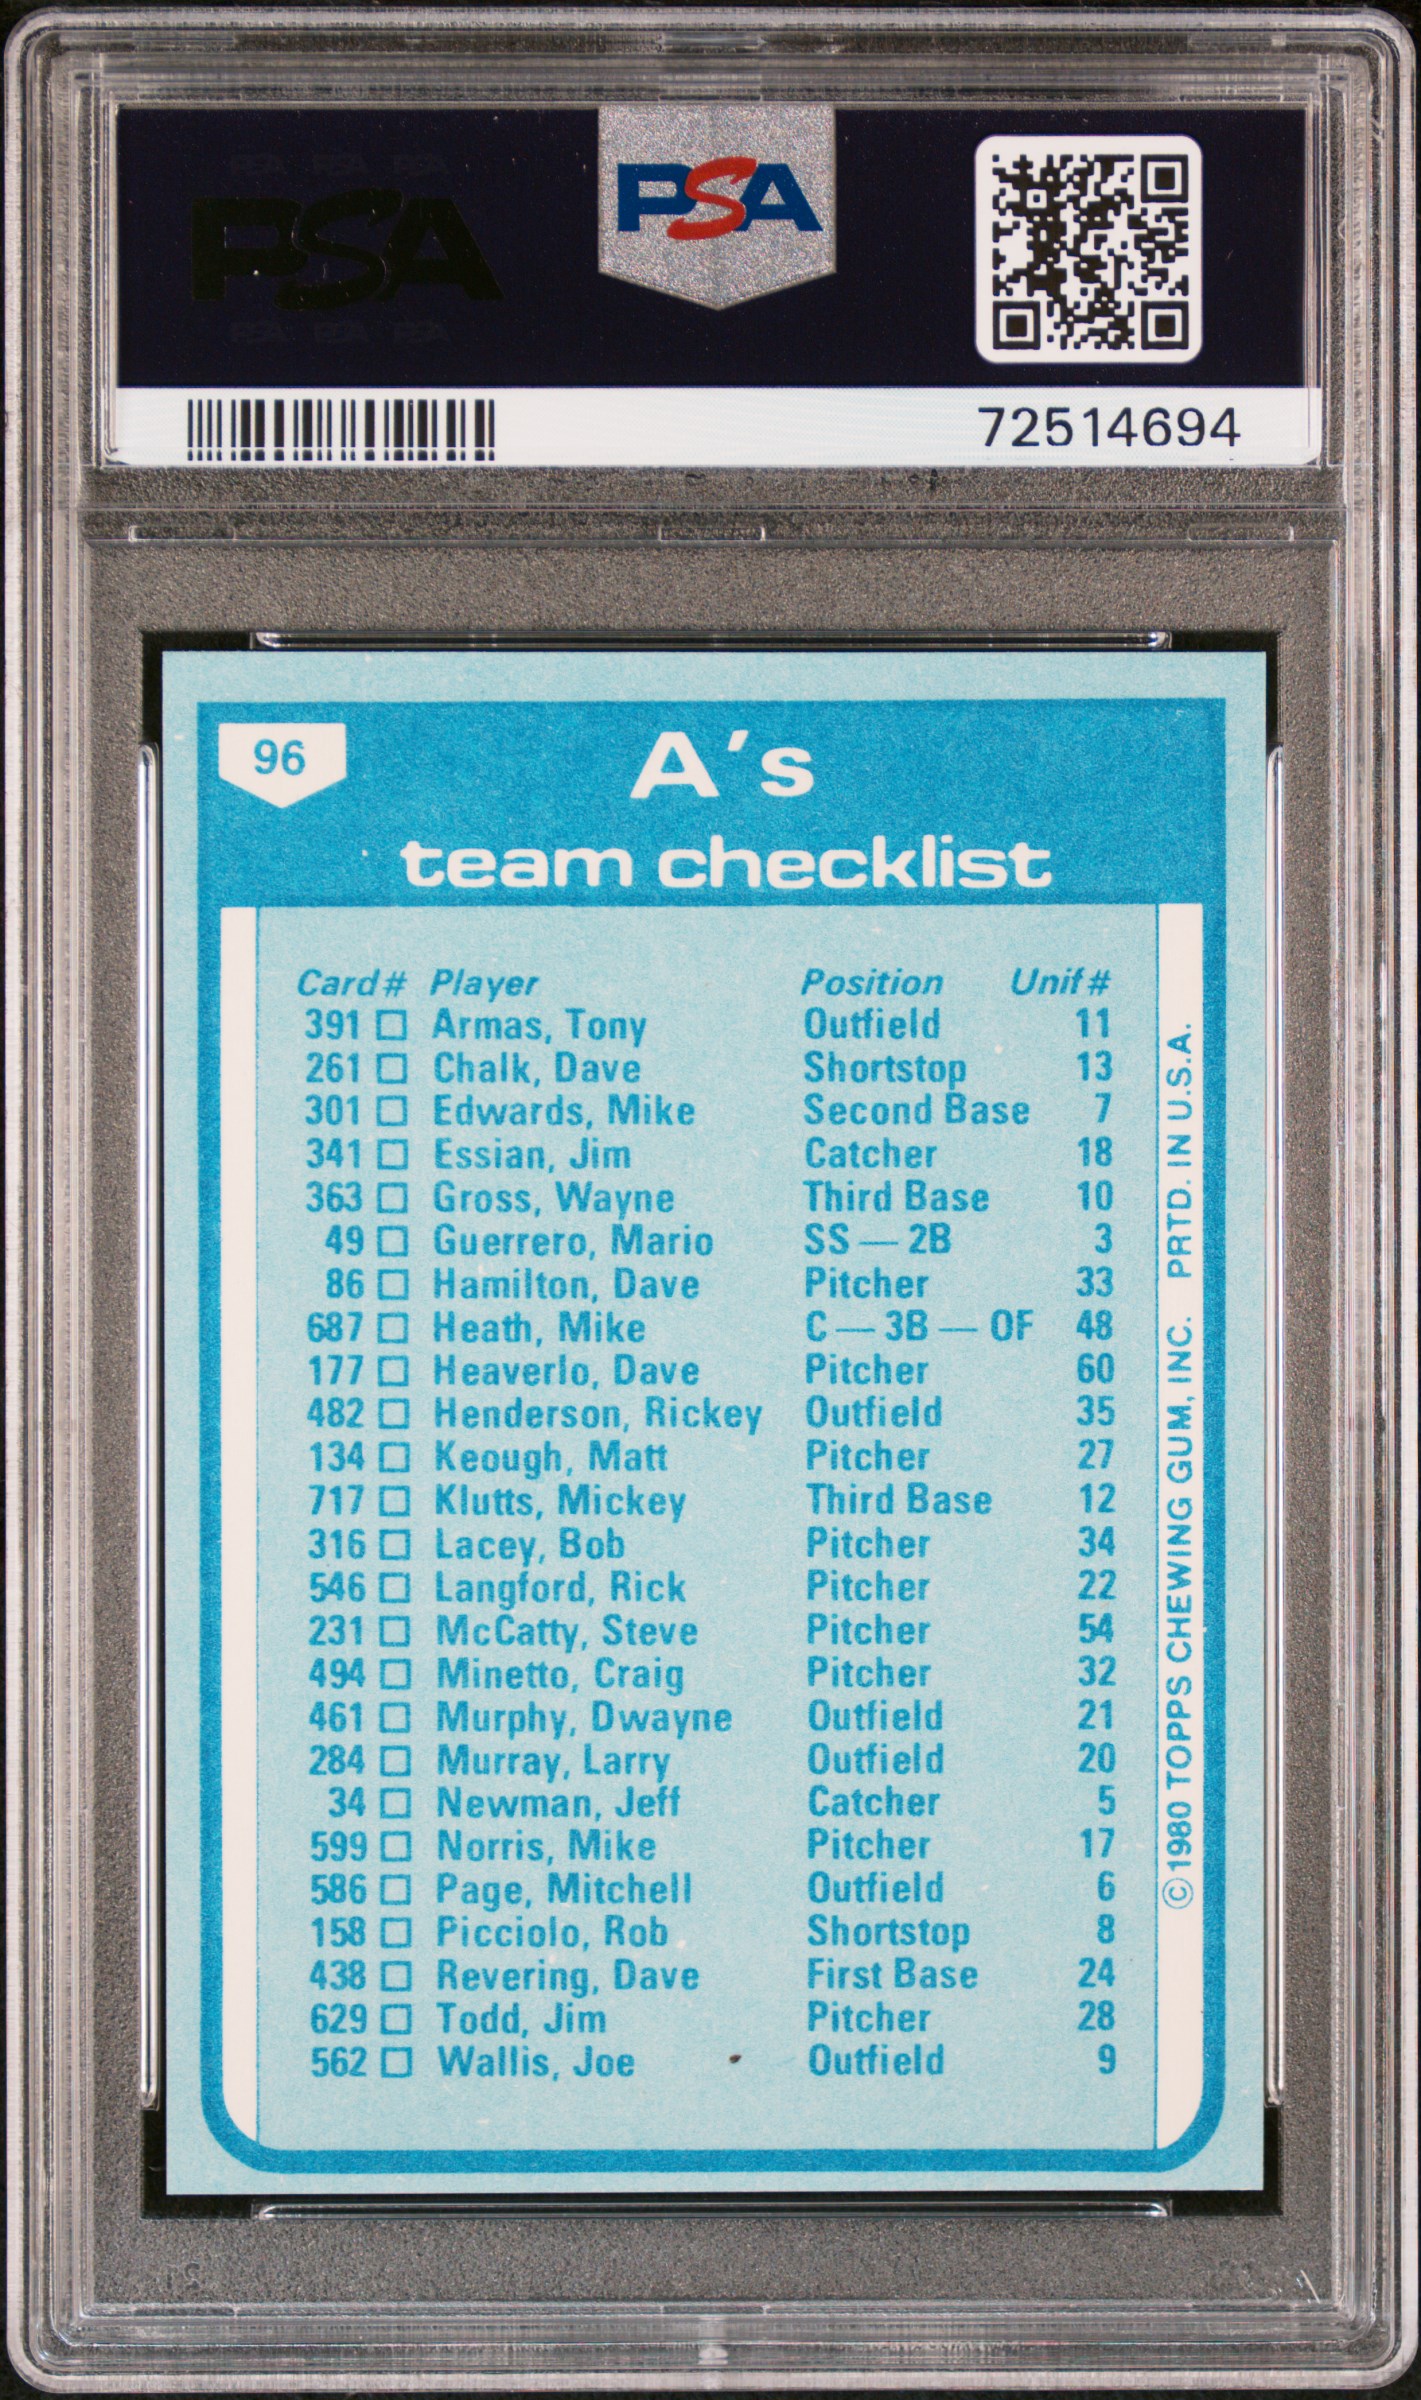 PSA PSA PSA
PSA
PSA PSA PSA
PSA
72514694
96
A's
team checklist
Card # Player Position Unif #
391 Armas, Tony Outfield 11
261 Chalk, Dave Shortstop 13
301 Edwards, Mike Second Base 7
341 Essian, Jim Catcher 18
363 Gross, Wayne Third Base 10
49 Guerrero, Mario SS — 2B 3
86 Hamilton, Dave Pitcher 33
687 Heath, Mike C — 3B — OF 48
177 Heaverlo, Dave Pitcher 60
482 Henderson, Rickey Outfield 35
134 Keough, Matt Pitcher 27
717 Klutts, Mickey Third Base 12
316 Lacey, Bob Pitcher 34
546 Langford, Rick Pitcher 22
231 McCatty, Steve Pitcher 54
494 Minetto, Craig Pitcher 32
461 Murphy, Dwayne Outfield 21
284 Murray, Larry Outfield 20
34 Newman, Jeff Catcher 5
599 Norris, Mike Pitcher 17
586 Page, Mitchell Outfield 6
158 Picciolo, Rob Shortstop 8
438 Revering, Dave First Base 24
629 Todd, Jim Pitcher 28
562 Wallis, Joe Outfield 9
©1980 TOPPS CHEWING GUM, INC. PRTD. IN U.S.A.